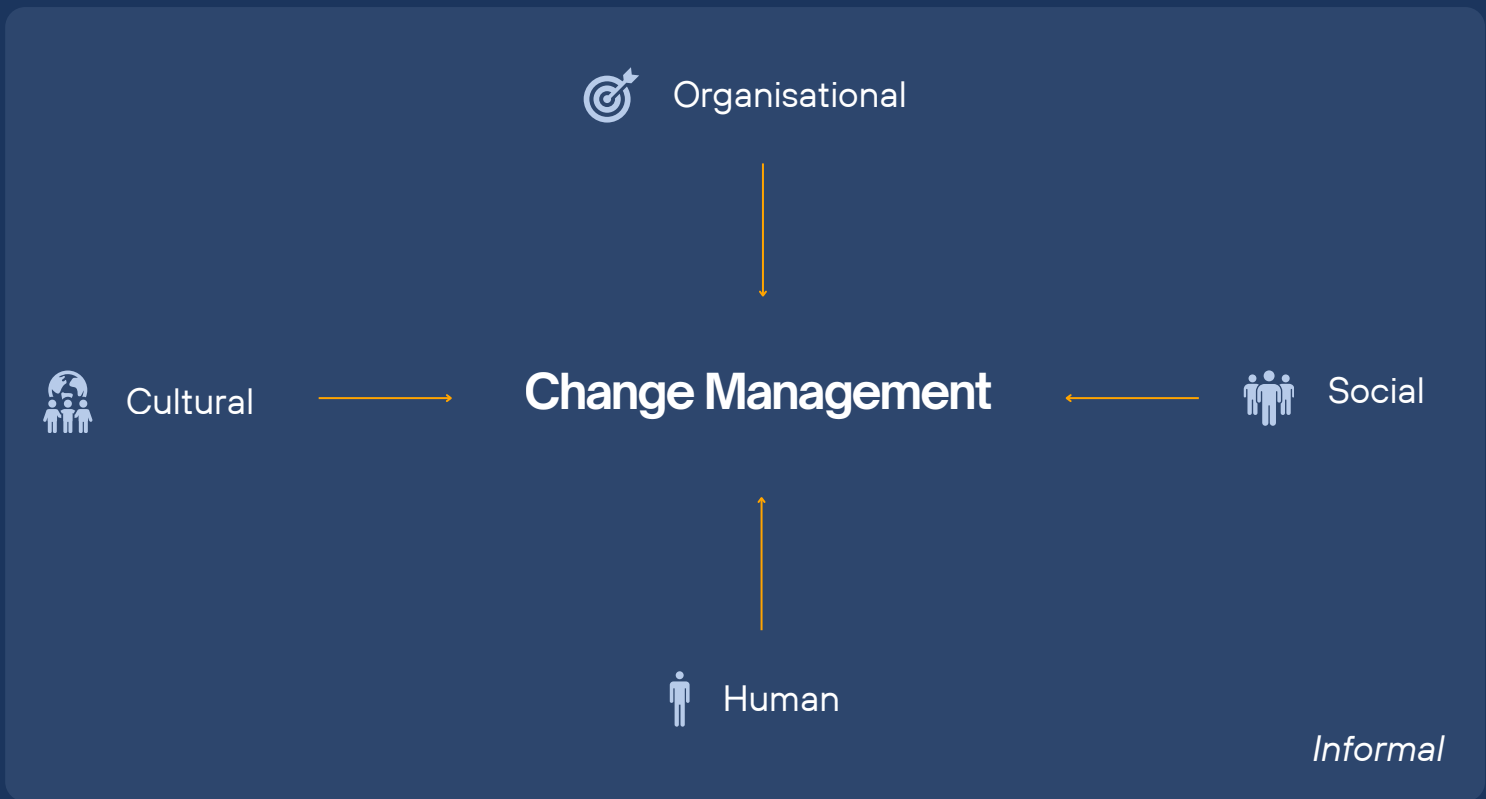 Organisational
Cultural
Change Management
Social
Human
Informal